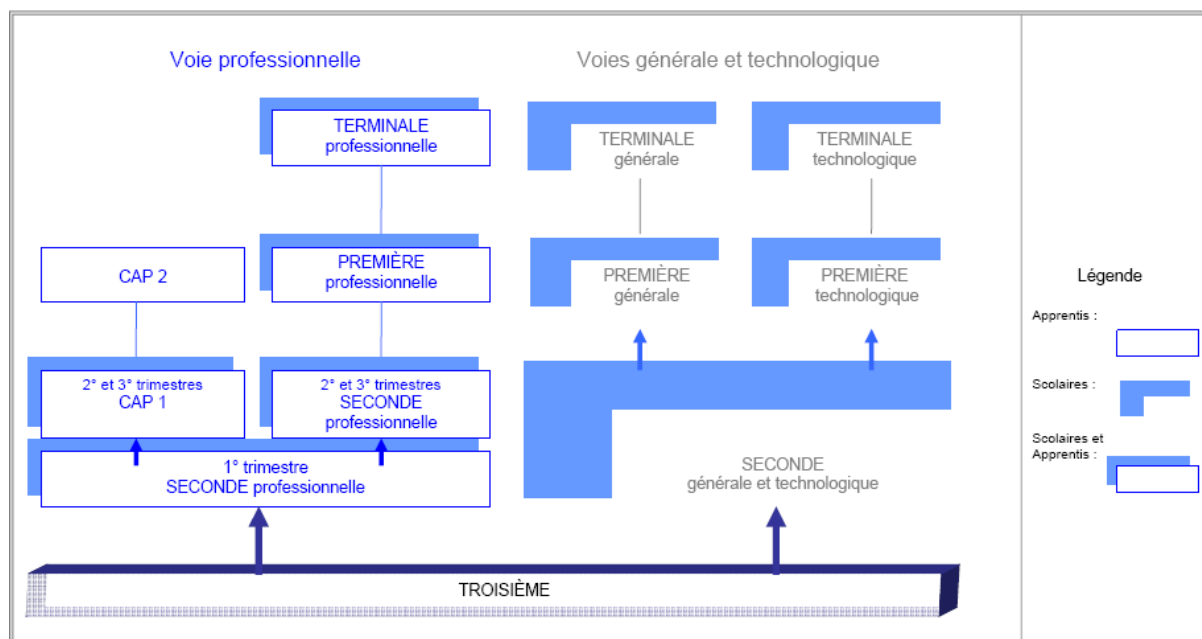 Voie professionnelle
Voies générale et technologique
TERMINALE
professionnelle
TERMINALE
générale
TERMINALE
technologique
CAP 2
PREMIÈRE
professionnelle
PREMIÈRE
générale
PREMIÈRE
technologique
2° et 3° trimestres
CAP 1
2° et 3° trimestres
SECONDE
professionnelle
1° trimestre
SECONDE professionnelle
SECONDE
générale et technologique
TROISIÈME
Légende
Apprentis :
Scolaires :
Scolaires et
Apprentis :